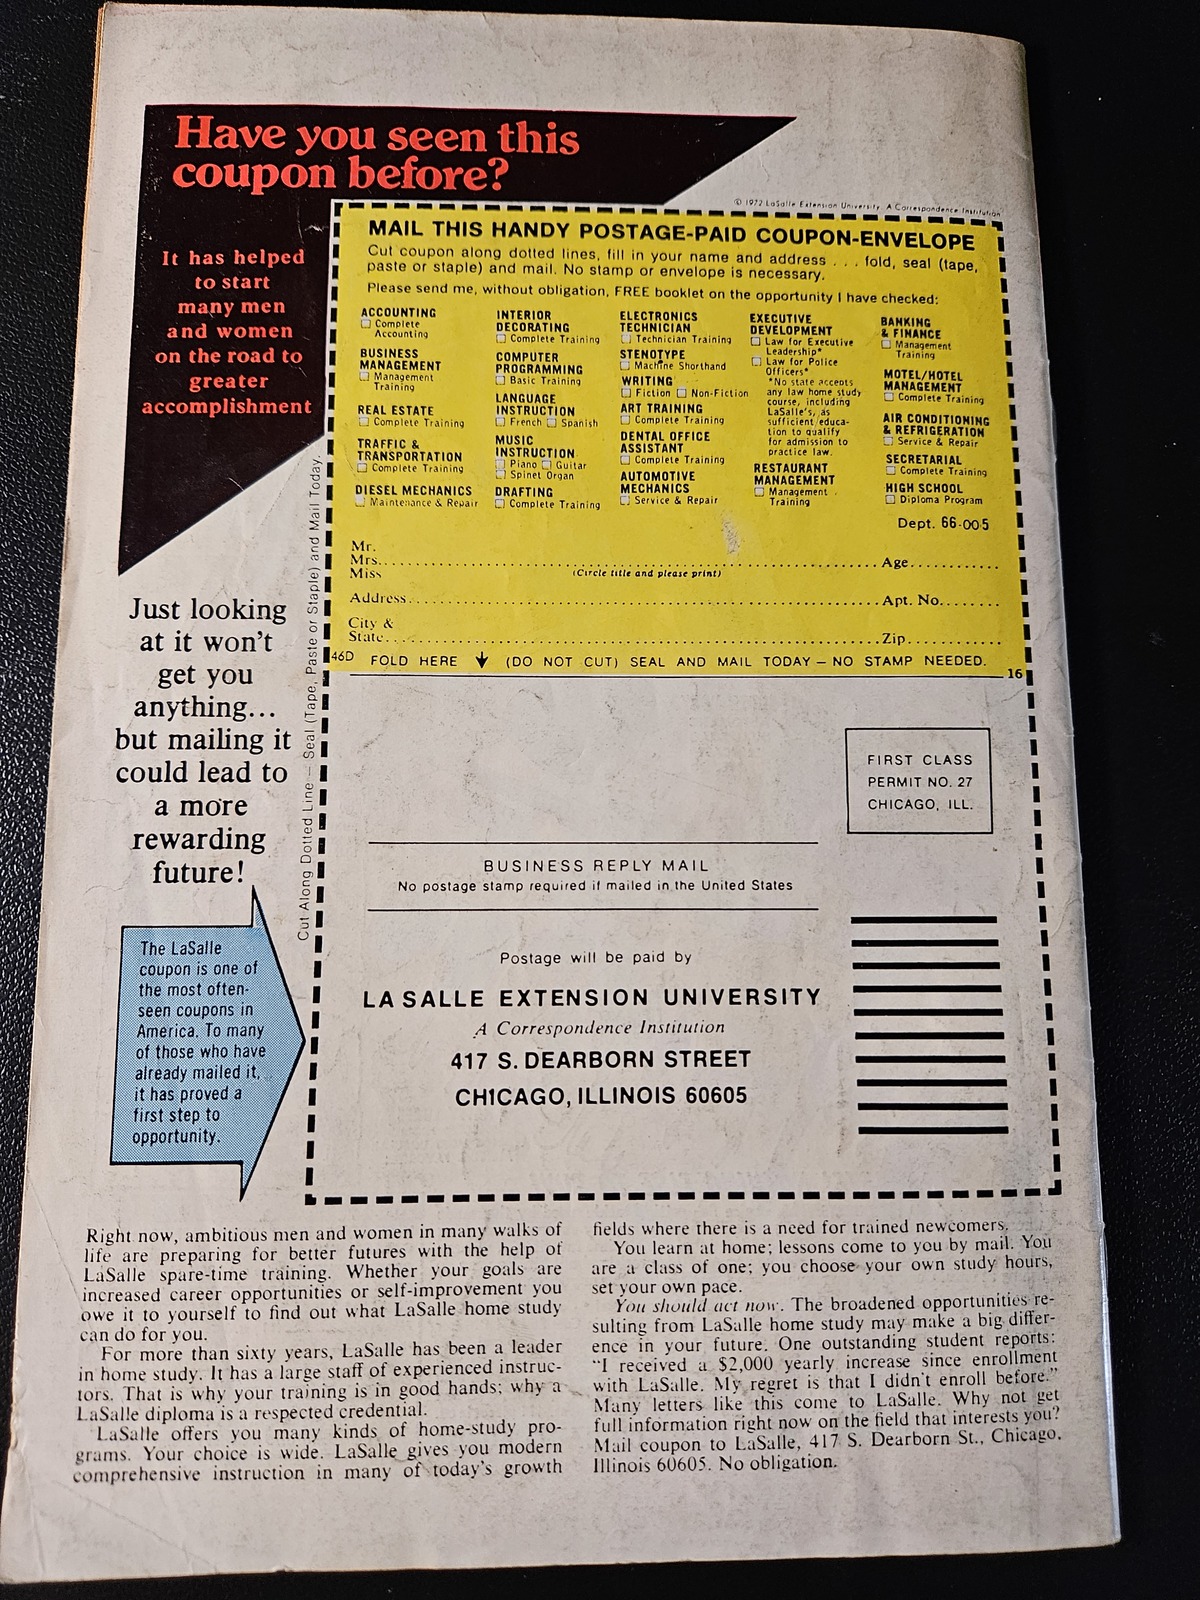 Have you seen this
coupon before?
It has helped
to start
many men
and women
on the road to
greater
accomplishment
© 1972 LaSalle Extension University, A Correspondence Institution
MAIL THIS HANDY POSTAGE-PAID COUPON-ENVELOPE
Cut coupon along dotted lines, fill in your name and address . . . fold, seal (tape,
paste or staple) and mail. No stamp or envelope is necessary.
Please send me, without obligation, FREE booklet on the opportunity I have checked:
ACCOUNTING
Complete
Accounting
BUSINESS
MANAGEMENT
Management
Training
REAL ESTATE
Complete Training
TRAFFIC &
TRANSPORTATION
Complete Training
DIESEL MECHANICS
Maintenance & Repair
INTERIOR
DECORATING
Complete Training
COMPUTER
PROGRAMMING
Basic Training
LANGUAGE
INSTRUCTION
French Spanish
MUSIC
INSTRUCTION
Piano Guitar
Spinet Organ
DRAFTING
Complete Training
ELECTRONICS
TECHNICIAN
Technician Training
STENOTYPE
Machine Shorthand
WRITING
Fiction Non-Fiction
ART TRAINING
Complete Training
DENTAL OFFICE
ASSISTANT
Complete Training
AUTOMOTIVE
MECHANICS
Service & Repair
EXECUTIVE
DEVELOPMENT
Law for Executive
Leadership*
Law for Police
Officers*
*No state accepts
any law home study
course, including
LaSalle's, as
sufficient educa-
tion to qualify
for admission to
practice law.
RESTAURANT
MANAGEMENT
Management
Training
BANKING
& FINANCE
Management
Training
MOTEL/HOTEL
MANAGEMENT
Complete Training
AIR CONDITIONING
& REFRIGERATION
Service & Repair
SECRETARIAL
Complete Training
HIGH SCHOOL
Diploma Program
Dept. 66-005
Mr.
Mrs. Age
Miss (Circle title and please print)
Address Apt. No.
City &
State Zip
46D FOLD HERE (DO NOT CUT) SEAL AND MAIL TODAY — NO STAMP NEEDED.
16
Cut Along Dotted Line — Seal (Tape, Paste or Staple) and Mail Today.
Just looking
at it won't
get you
anything...
but mailing it
could lead to
a more
rewarding
future!
The LaSalle
coupon is one of
the most often-
seen coupons in
America. To many
of those who have
already mailed it,
it has proved a
first step to
opportunity.
FIRST CLASS
PERMIT NO. 27
CHICAGO, ILL.
BUSINESS REPLY MAIL
No postage stamp required if mailed in the United States
Postage will be paid by
LA SALLE EXTENSION UNIVERSITY
A Correspondence Institution
417 S. DEARBORN STREET
CHICAGO, ILLINOIS 60605
Right now, ambitious men and women in many walks of
life are preparing for better futures with the help of
LaSalle spare-time training. Whether your goals are
increased career opportunities or self-improvement you
owe it to yourself to find out what LaSalle home study
can do for you.
For more than sixty years, LaSalle has been a leader
in home study. It has a large staff of experienced instruc-
tors. That is why your training is in good hands; why a
LaSalle diploma is a respected credential.
LaSalle offers you many kinds of home-study pro-
grams. Your choice is wide. LaSalle gives you modern
comprehensive instruction in many of today's growth
fields where there is a need for trained newcomers.
You learn at home; lessons come to you by mail. You
are a class of one; you choose your own study hours,
set your own pace.
You should act now. The broadened opportunities re-
sulting from LaSalle home study may make a big differ-
ence in your future. One outstanding student reports:
"I received a $2,000 yearly increase since enrollment
with LaSalle. My regret is that I didn't enroll before."
Many letters like this come to LaSalle. Why not get
full information right now on the field that interests you?
Mail coupon to LaSalle, 417 S. Dearborn St., Chicago,
Illinois 60605. No obligation.